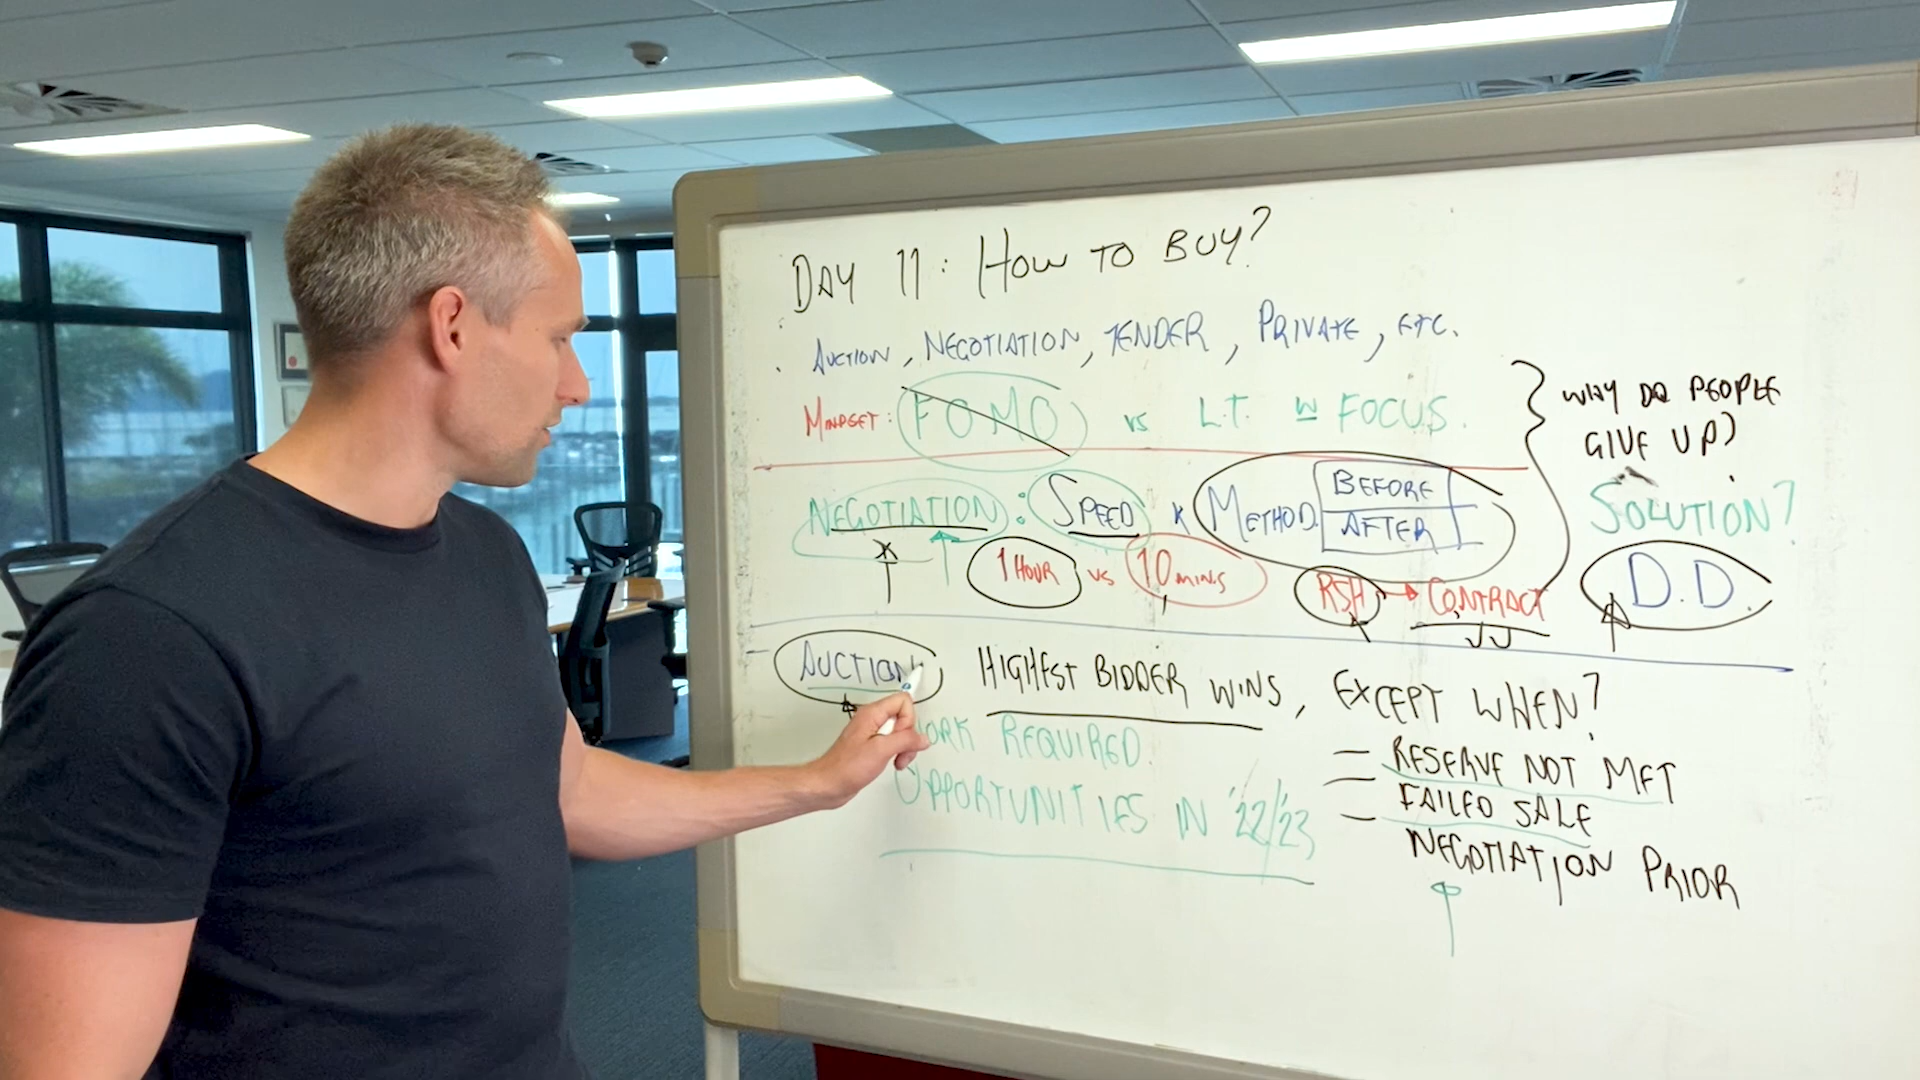 DAY 11: HOW TO BUY?
AUCTION, NEGOTIATION, TENDER, PRIVATE, ETC.
MINDSET: FOMO vs L.T. W FOCUS.
WHY DO PEOPLE
GIVE UP?
SOLUTION?
D.D.
NEGOTIATION: SPEED & METHOD BEFORE
AFTER
1 HOUR vs 10 MINS
RSH → CONTRACT
AUCTION HIGHEST BIDDER WINS, EXCEPT WHEN?
REQUIRED.
OPPORTUNITIES IN '22/'23
- RESERVE NOT MET
- FAILED SALE
- NEGOTIATION PRIOR